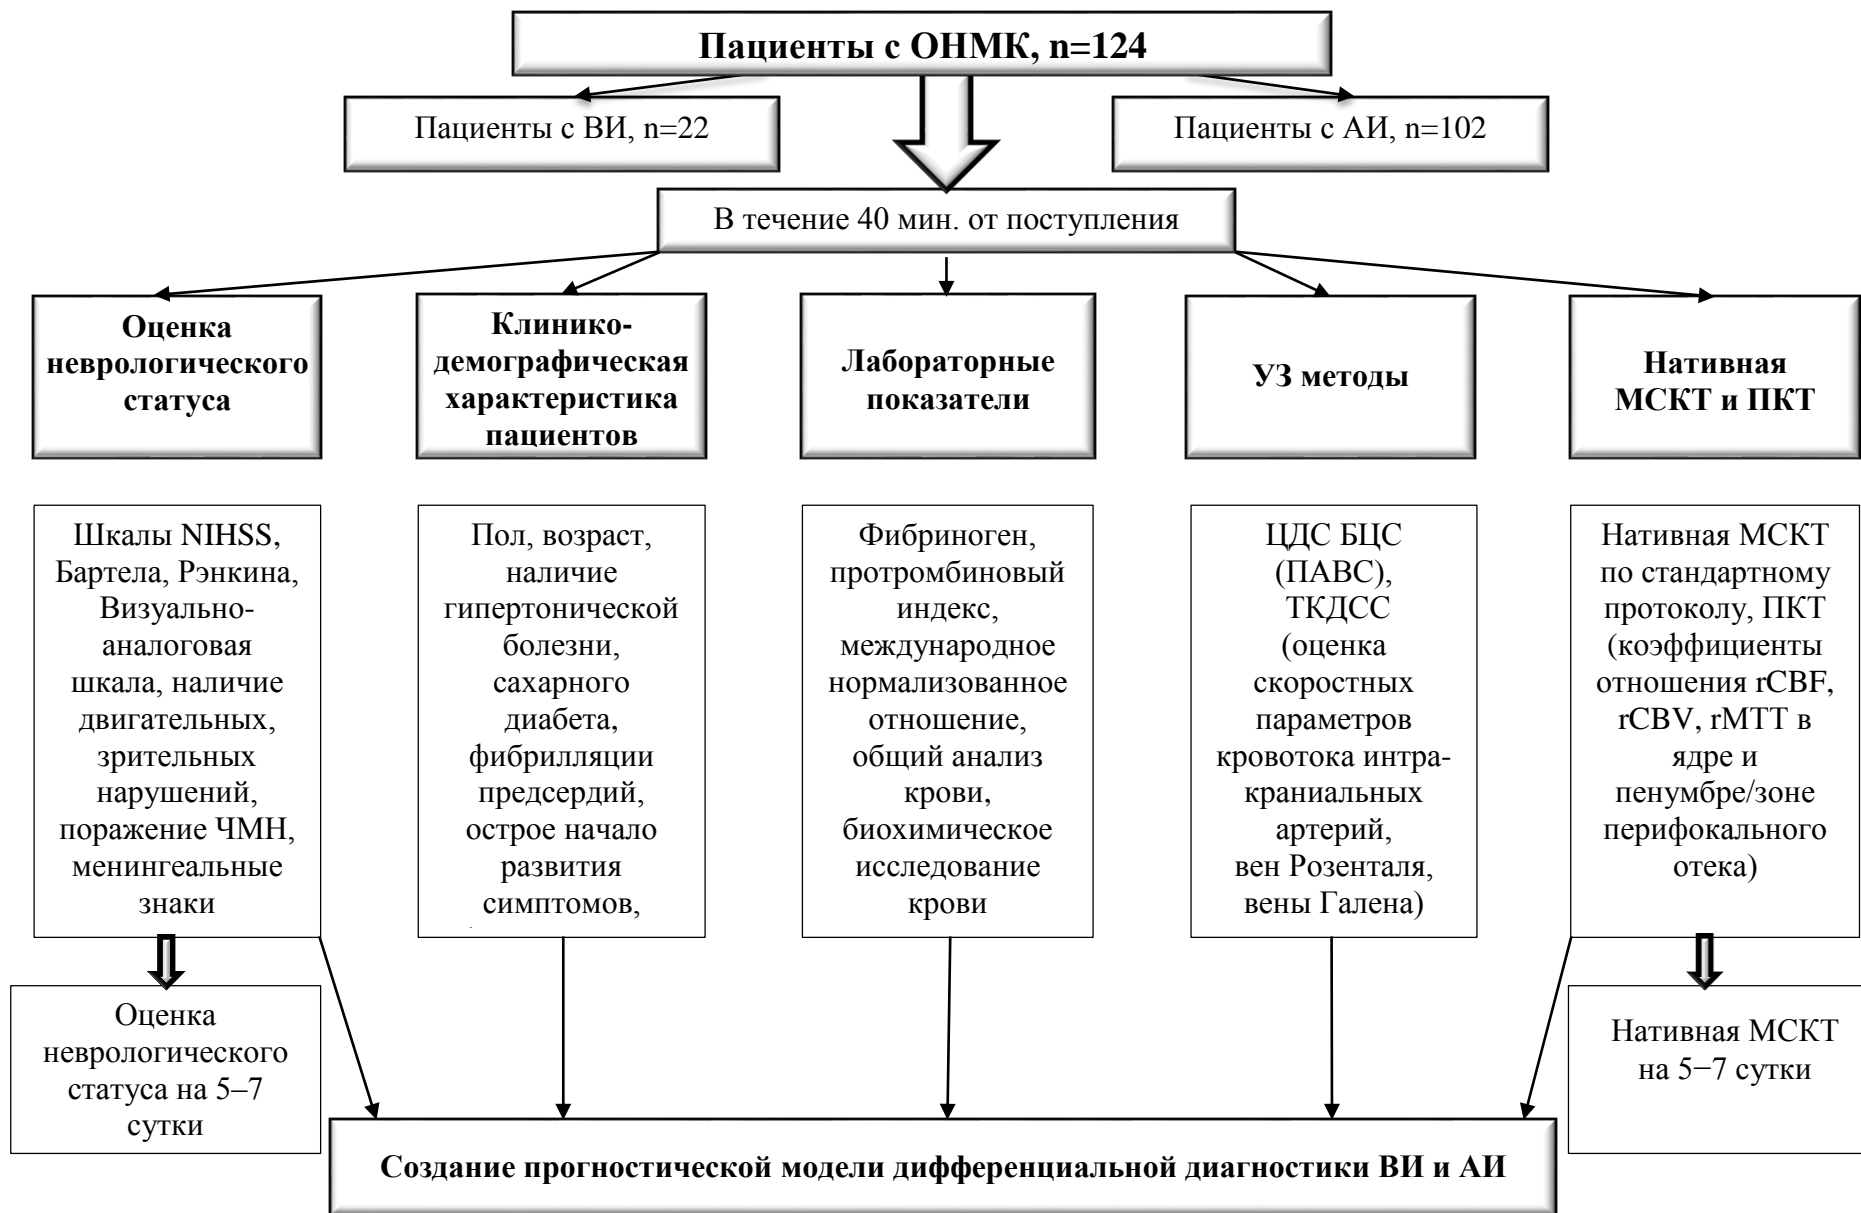 Пациенты с ОНМК, n=124
Пациенты с ВИ, n=22
Пациенты с АИ, n=102
В течение 40 мин. от поступления
Оценка
неврологического
статуса
Клинико-
демографическая
характеристика
пациентов
Лабораторные
показатели
УЗ методы
Нативная
МСКТ и ПКТ
Шкалы NIHSS,
Бартела, Рэнкина,
Визуально-
аналоговая
шкала, наличие
двигательных,
зрительных
нарушений,
поражение ЧМН,
менингеальные
знаки
Пол, возраст,
наличие
гипертонической
болезни,
сахарного
диабета,
фибрилляции
предсердий,
острое начало
развития
симптомов,
Фибриноген,
протромбиновый
индекс,
международное
нормализованное
отношение,
общий анализ
крови,
биохимическое
исследование
крови
ЦДС БЦС
(ПАВС),
ТКДСС
(оценка
скоростных
параметров
кровотока интра-
краниальных
артерий,
вен Розенталя,
вены Галена)
Нативная МСКТ
по стандартному
протоколу, ПКТ
(коэффициенты
отношения rCBF,
rCBV, rMTT в
ядре и
пенумбре/зоне
перифокального
отека)
Оценка
неврологического
статуса на 5–7
сутки
Нативная МСКТ
на 5−7 сутки
Создание прогностической модели дифференциальной диагностики ВИ и АИ